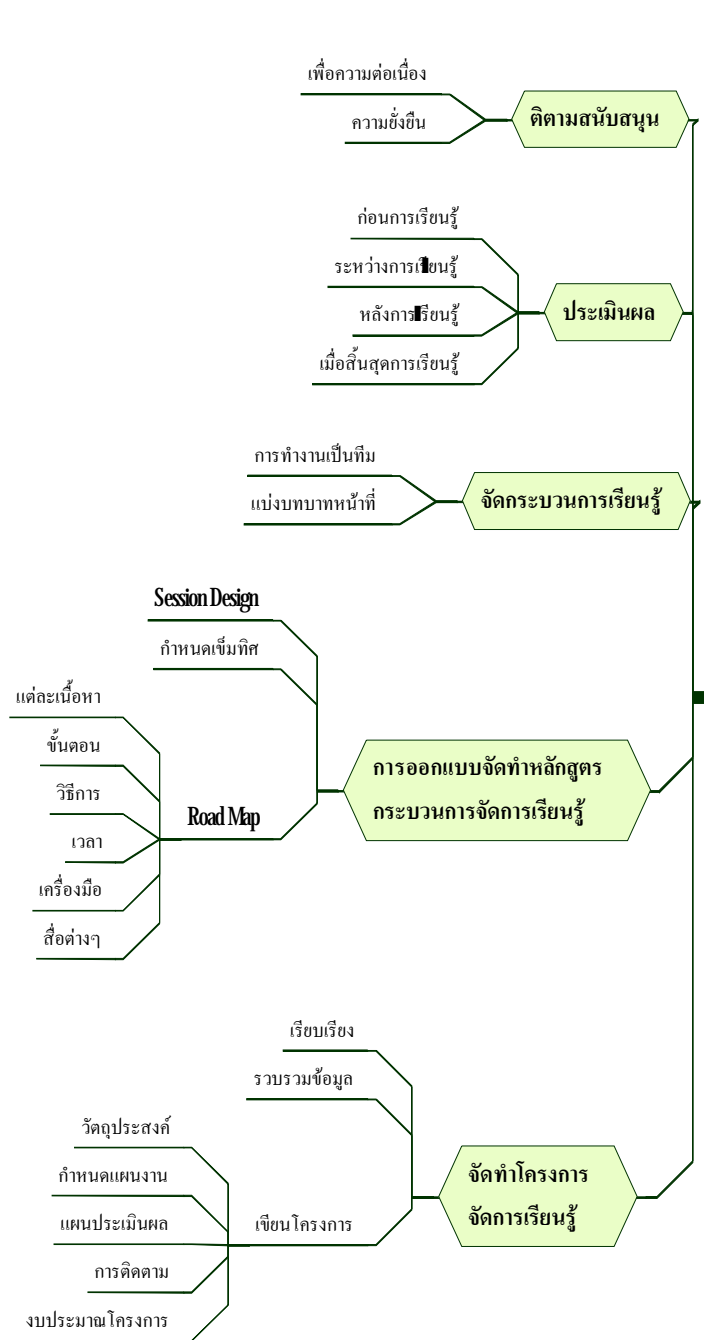 เพื่อความต่อเนื่อง
ความยั่งยืน
ติตามสนับสนุน
ก่อนการเรียนรู้
ระหว่างการเรียนรู้
หลังการเรียนรู้
เมื่อสิ้นสุดการเรียนรู้
ประเมินผล
การทำงานเป็นทีม
แบ่งบทบาทหน้าที่
จัดกระบวนการเรียนรู้
Session Design
กำหนดเข็มทิศ
แต่ละเนื้อหา
ขั้นตอน
วิธีการ
เวลา
เครื่องมือ
สื่อต่างๆ
Road Map
การออกแบบจัดทำหลักสูตร
กระบวนการจัดการเรียนรู้
เรียบเรียง
รวบรวมข้อมูล
วัตถุประสงค์
กำหนดแผนงาน
แผนประเมินผล
การติดตาม
งบประมาณโครงการ
เขียนโครงการ
จัดทำโครงการ
จัดการเรียนรู้